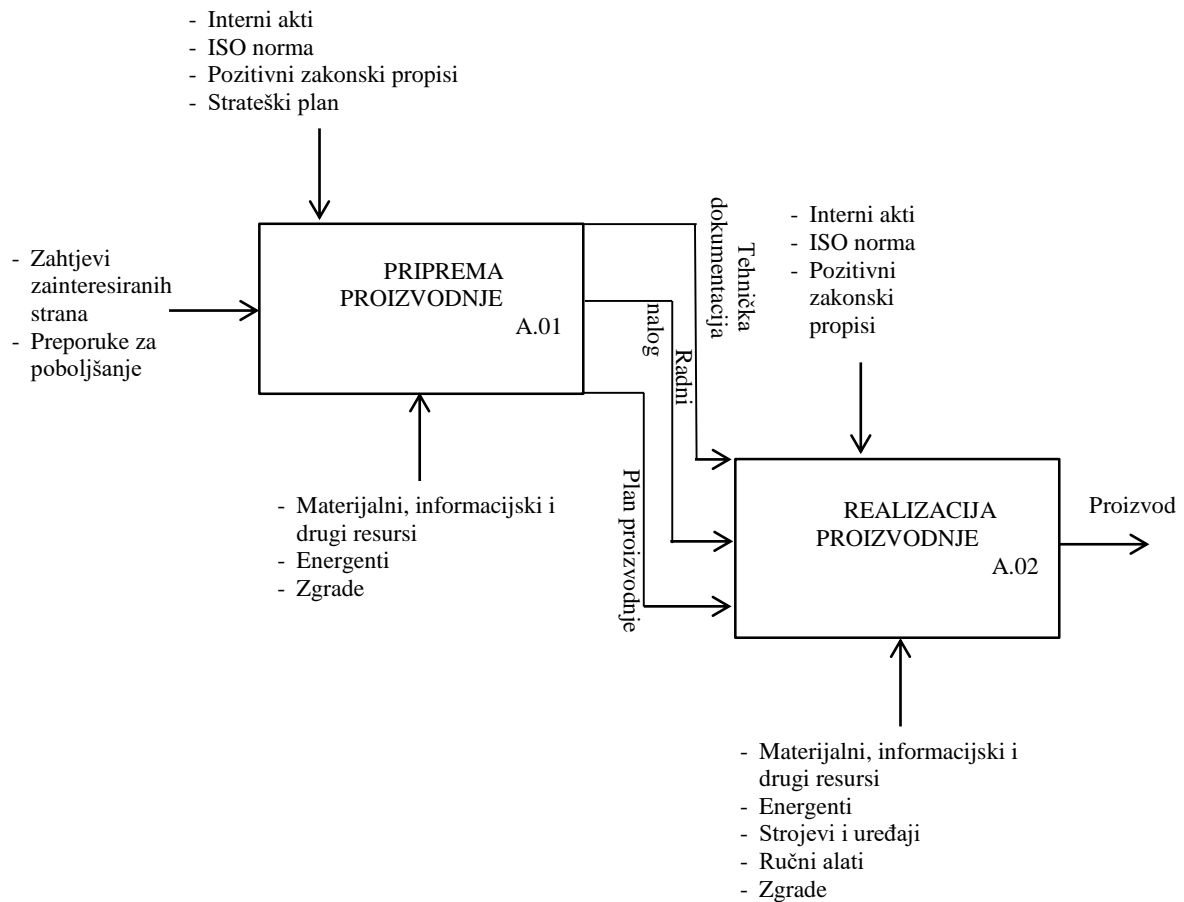 - Interni akti
- ISO norma
- Pozitivni zakonski propisi
- Strateški plan
- Zahtjevi
zainteresiranih
strana
- Preporuke za
poboljšanje
PRIPREMA
PROIZVODNJE
A.01
- Materijalni, informacijski i
drugi resursi
- Energenti
- Zgrade
Tehnička
dokumentacija
Radni
nalog
Plan proizvodnje
- Interni akti
- ISO norma
- Pozitivni
zakonski
propisi
REALIZACIJA
PROIZVODNJE
A.02
Proizvod
- Materijalni, informacijski i
drugi resursi
- Energenti
- Strojevi i uređaji
- Ručni alati
- Zgrade